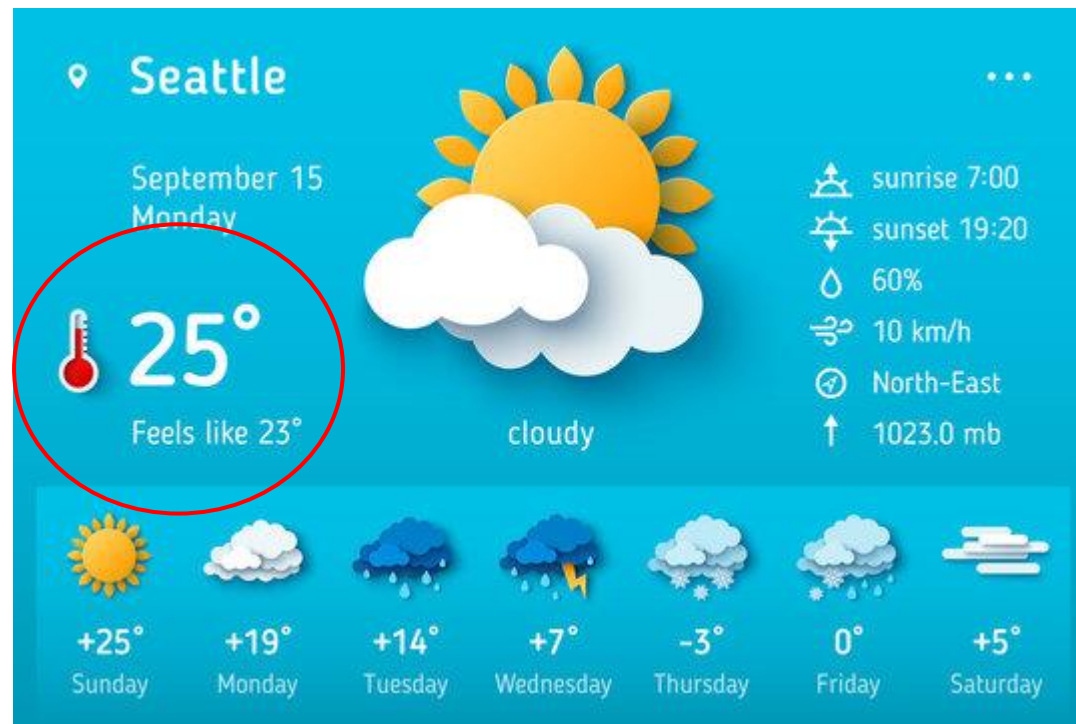 Seattle
September 15
Monday
25°
Feels like 23°
cloudy
sunrise 7:00
sunset 19:20
60%
10 km/h
North-East
1023.0 mb
+25° +19° +14° +7° -3° 0° +5°
Sunday Monday Tuesday Wednesday Thursday Friday Saturday